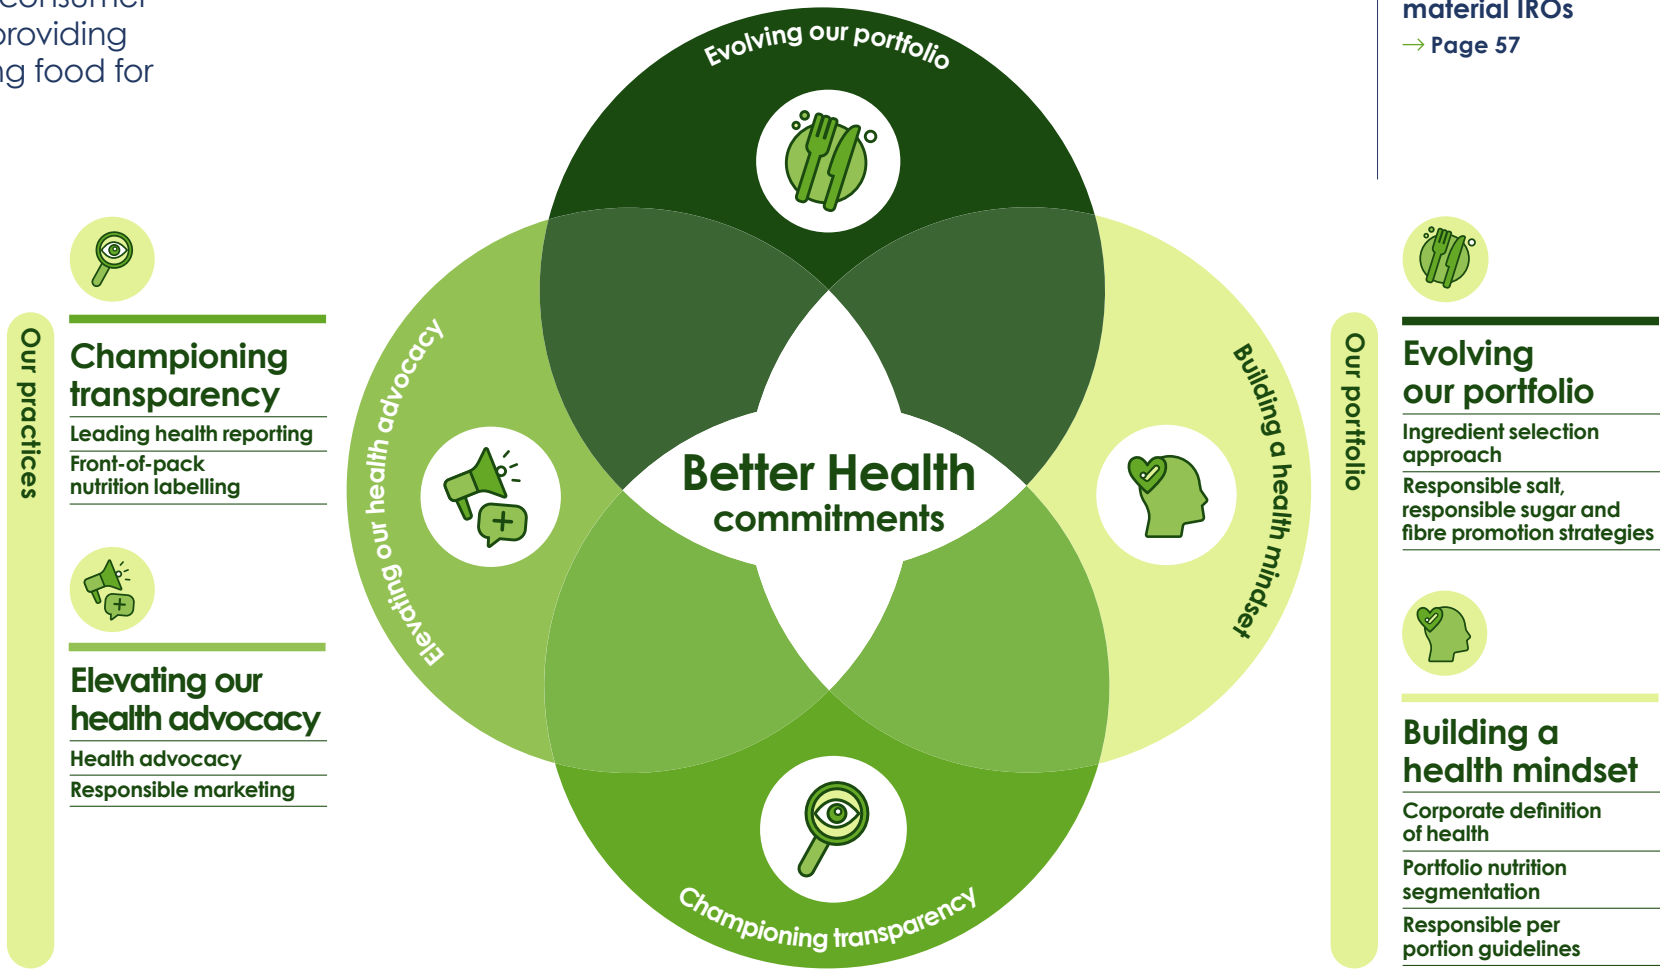 consumer
providing
food for
material IROs
→ Page 57
Evolving our portfolio
Elevating our health advocacy
Building a health mindset
Championing transparency
Better Health
commitments
Our practices
Championing
transparency
Leading health reporting
Front-of-pack
nutrition labelling
Elevating our
health advocacy
Health advocacy
Responsible marketing
Our portfolio
Evolving
our portfolio
Ingredient selection
approach
Responsible salt,
responsible sugar and
fibre promotion strategies
Building a
health mindset
Corporate definition
of health
Portfolio nutrition
segmentation
Responsible per
portion guidelines